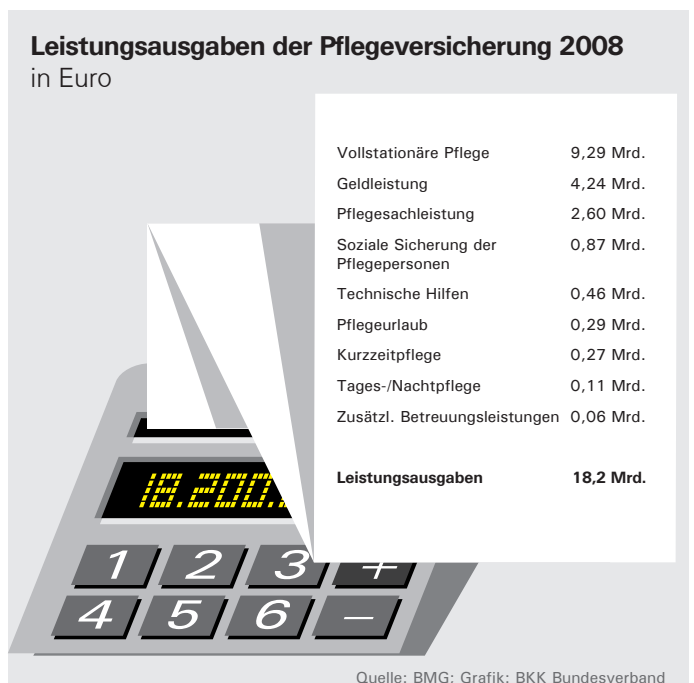 Leistungsausgaben der Pflegeversicherung 2008
in Euro
Vollstationäre Pflege 9,29 Mrd.
Geldleistung 4,24 Mrd.
Pflegesachleistung 2,60 Mrd.
Soziale Sicherung der 0,87 Mrd.
Pflegepersonen
Technische Hilfen 0,46 Mrd.
Pflegeurlaub 0,29 Mrd.
Kurzzeitpflege 0,27 Mrd.
Tages-/Nachtpflege 0,11 Mrd.
Zusätzl. Betreuungsleistungen 0,06 Mrd.
Leistungsausgaben 18,2 Mrd.
18.200.
1 2 3 +
4 5 6 –
Quelle: BMG; Grafik: BKK Bundesverband